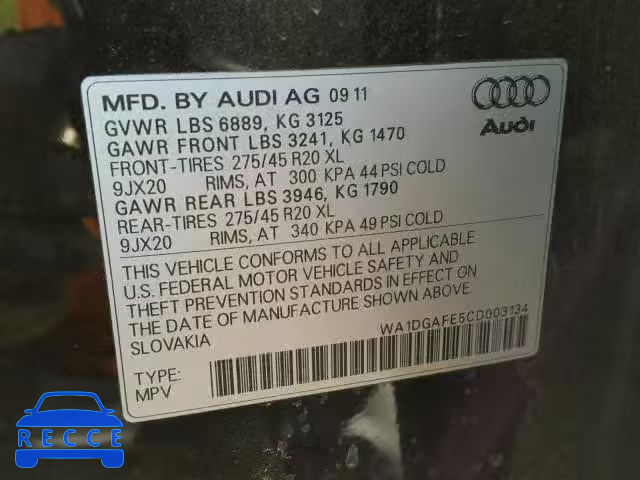 MFD. BY AUDI AG 09 11
GVWR LBS 6889, KG 3125
GAWR FRONT LBS 3241, KG 1470
FRONT-TIRES 275/45 R20 XL
9JX20 RIMS, AT 300 KPA 44 PSI COLD
GAWR REAR LBS 3946, KG 1790
REAR-TIRES 275/45 R20 XL
9JX20 RIMS, AT 340 KPA 49 PSI COLD
Audi
THIS VEHICLE CONFORMS TO ALL APPLICABLE
U.S. FEDERAL MOTOR VEHICLE SAFETY AND
THEFT PREVENTION STANDARDS IN EFFECT ON
THE DATE OF MANUFACTURE SHOWN ABOVE.
SLOVAKIA
WA1DGAFE5CD003134
TYPE:
MPV
RECCE